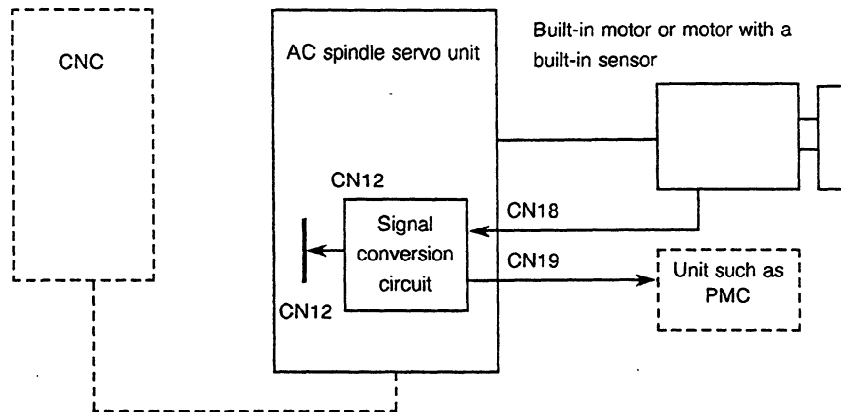 CNC
AC spindle servo unit
Built-in motor or motor with a
built-in sensor
CN12
Signal
conversion
circuit
CN12
CN18
CN19
Unit such as
PMC